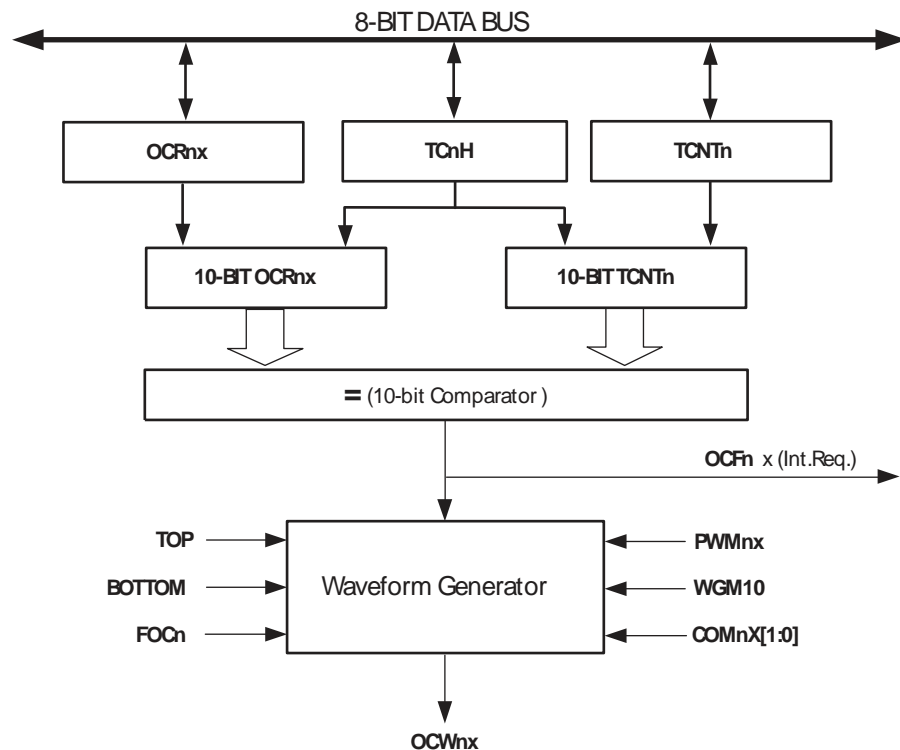 8-BIT DATA BUS
OCRnx
TCnH
TCNTn
10-BIT OCRnx
10-BIT TCNTn
= (10-bit Comparator )
OCFn x (Int.Req.)
TOP
PWMnx
BOTTOM
Waveform Generator
WGM10
FOCn
COMnX[1:0]
OCWnx